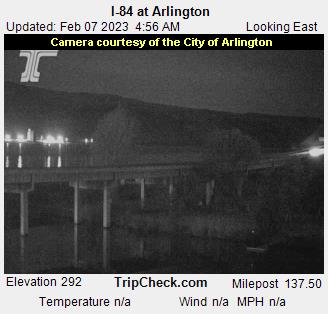 I-84 at Arlington
Updated: Feb 07 2023 4:56 AM Looking East
Camera courtesy of the City of Arlington
Elevation 292 TripCheck.com Milepost 137.50
Temperature n/a Wind n/a MPH n/a